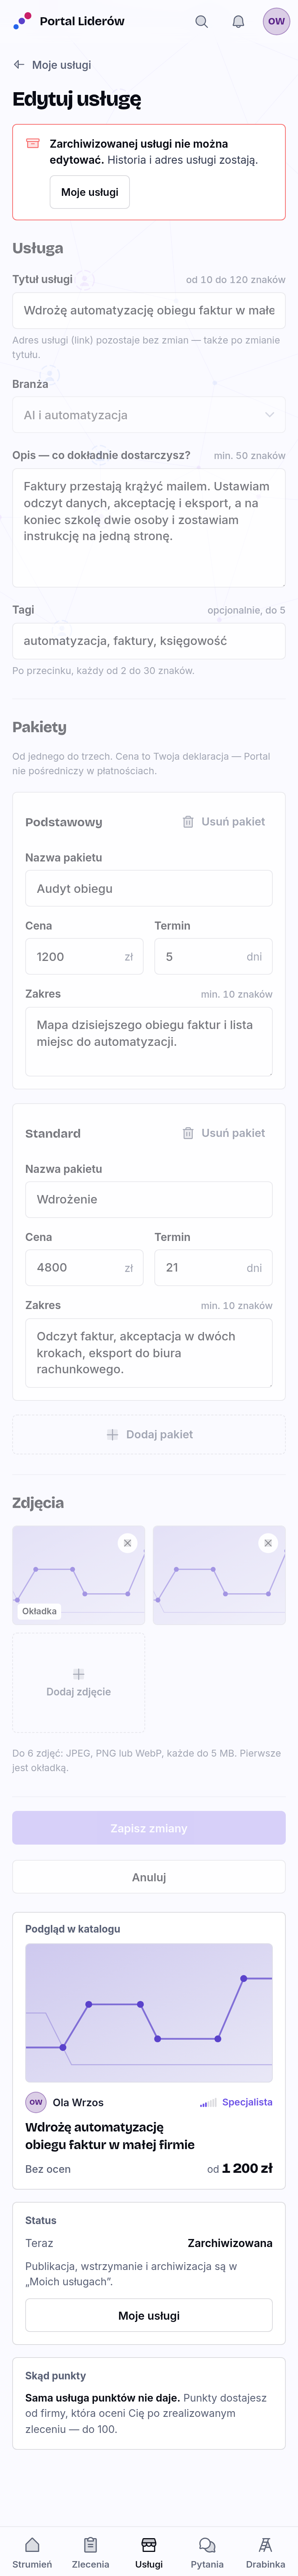 Portal Liderów
OW
Moje usługi
Edytuj usługę
Zarchiwizowanej usługi nie można
edytować. Historia i adres usługi zostają.
Moje usługi
Usługa
Tytuł usługi od 10 do 120 znaków
Wdrożę automatyzację obiegu faktur w małe
Adres usługi (link) pozostaje bez zmian — także po zmianie
tytułu.
Branża
AI i automatyzacja
Opis — co dokładnie dostarczysz? min. 50 znaków
Faktury przestają krążyć mailem. Ustawiam
odczyt danych, akceptację i eksport, a na
koniec szkolę dwie osoby i zostawiam
instrukcję na jedną stronę.
Tagi opcjonalnie, do 5
automatyzacja, faktury, księgowość
Po przecinku, każdy od 2 do 30 znaków.
Pakiety
Od jednego do trzech. Cena to Twoja deklaracja — Portal
nie pośredniczy w płatnościach.
Podstawowy Usuń pakiet
Nazwa pakietu
Audyt obiegu
Cena Termin
1200 zł 5 dni
Zakres min. 10 znaków
Mapa dzisiejszego obiegu faktur i lista
miejsc do automatyzacji.
Standard Usuń pakiet
Nazwa pakietu
Wdrożenie
Cena Termin
4800 zł 21 dni
Zakres min. 10 znaków
Odczyt faktur, akceptacja w dwóch
krokach, eksport do biura
rachunkowego.
Dodaj pakiet
Zdjęcia
Okładka
Dodaj zdjęcie
Do 6 zdjęć: JPEG, PNG lub WebP, każde do 5 MB. Pierwsze
jest okładką.
Zapisz zmiany
Anuluj
Podgląd w katalogu
OW Ola Wrzos Specjalista
Wdrożę automatyzację
obiegu faktur w małej firmie
Bez ocen od 1 200 zł
Status
Teraz Zarchiwizowana
Publikacja, wstrzymanie i archiwizacja są w
„Moich usługach”.
Moje usługi
Skąd punkty
Sama usługa punktów nie daje. Punkty dostajesz
od firmy, która oceni Cię po zrealizowanym
zleceniu — do 100.
Strumień Zlecenia Usługi Pytania Drabinka